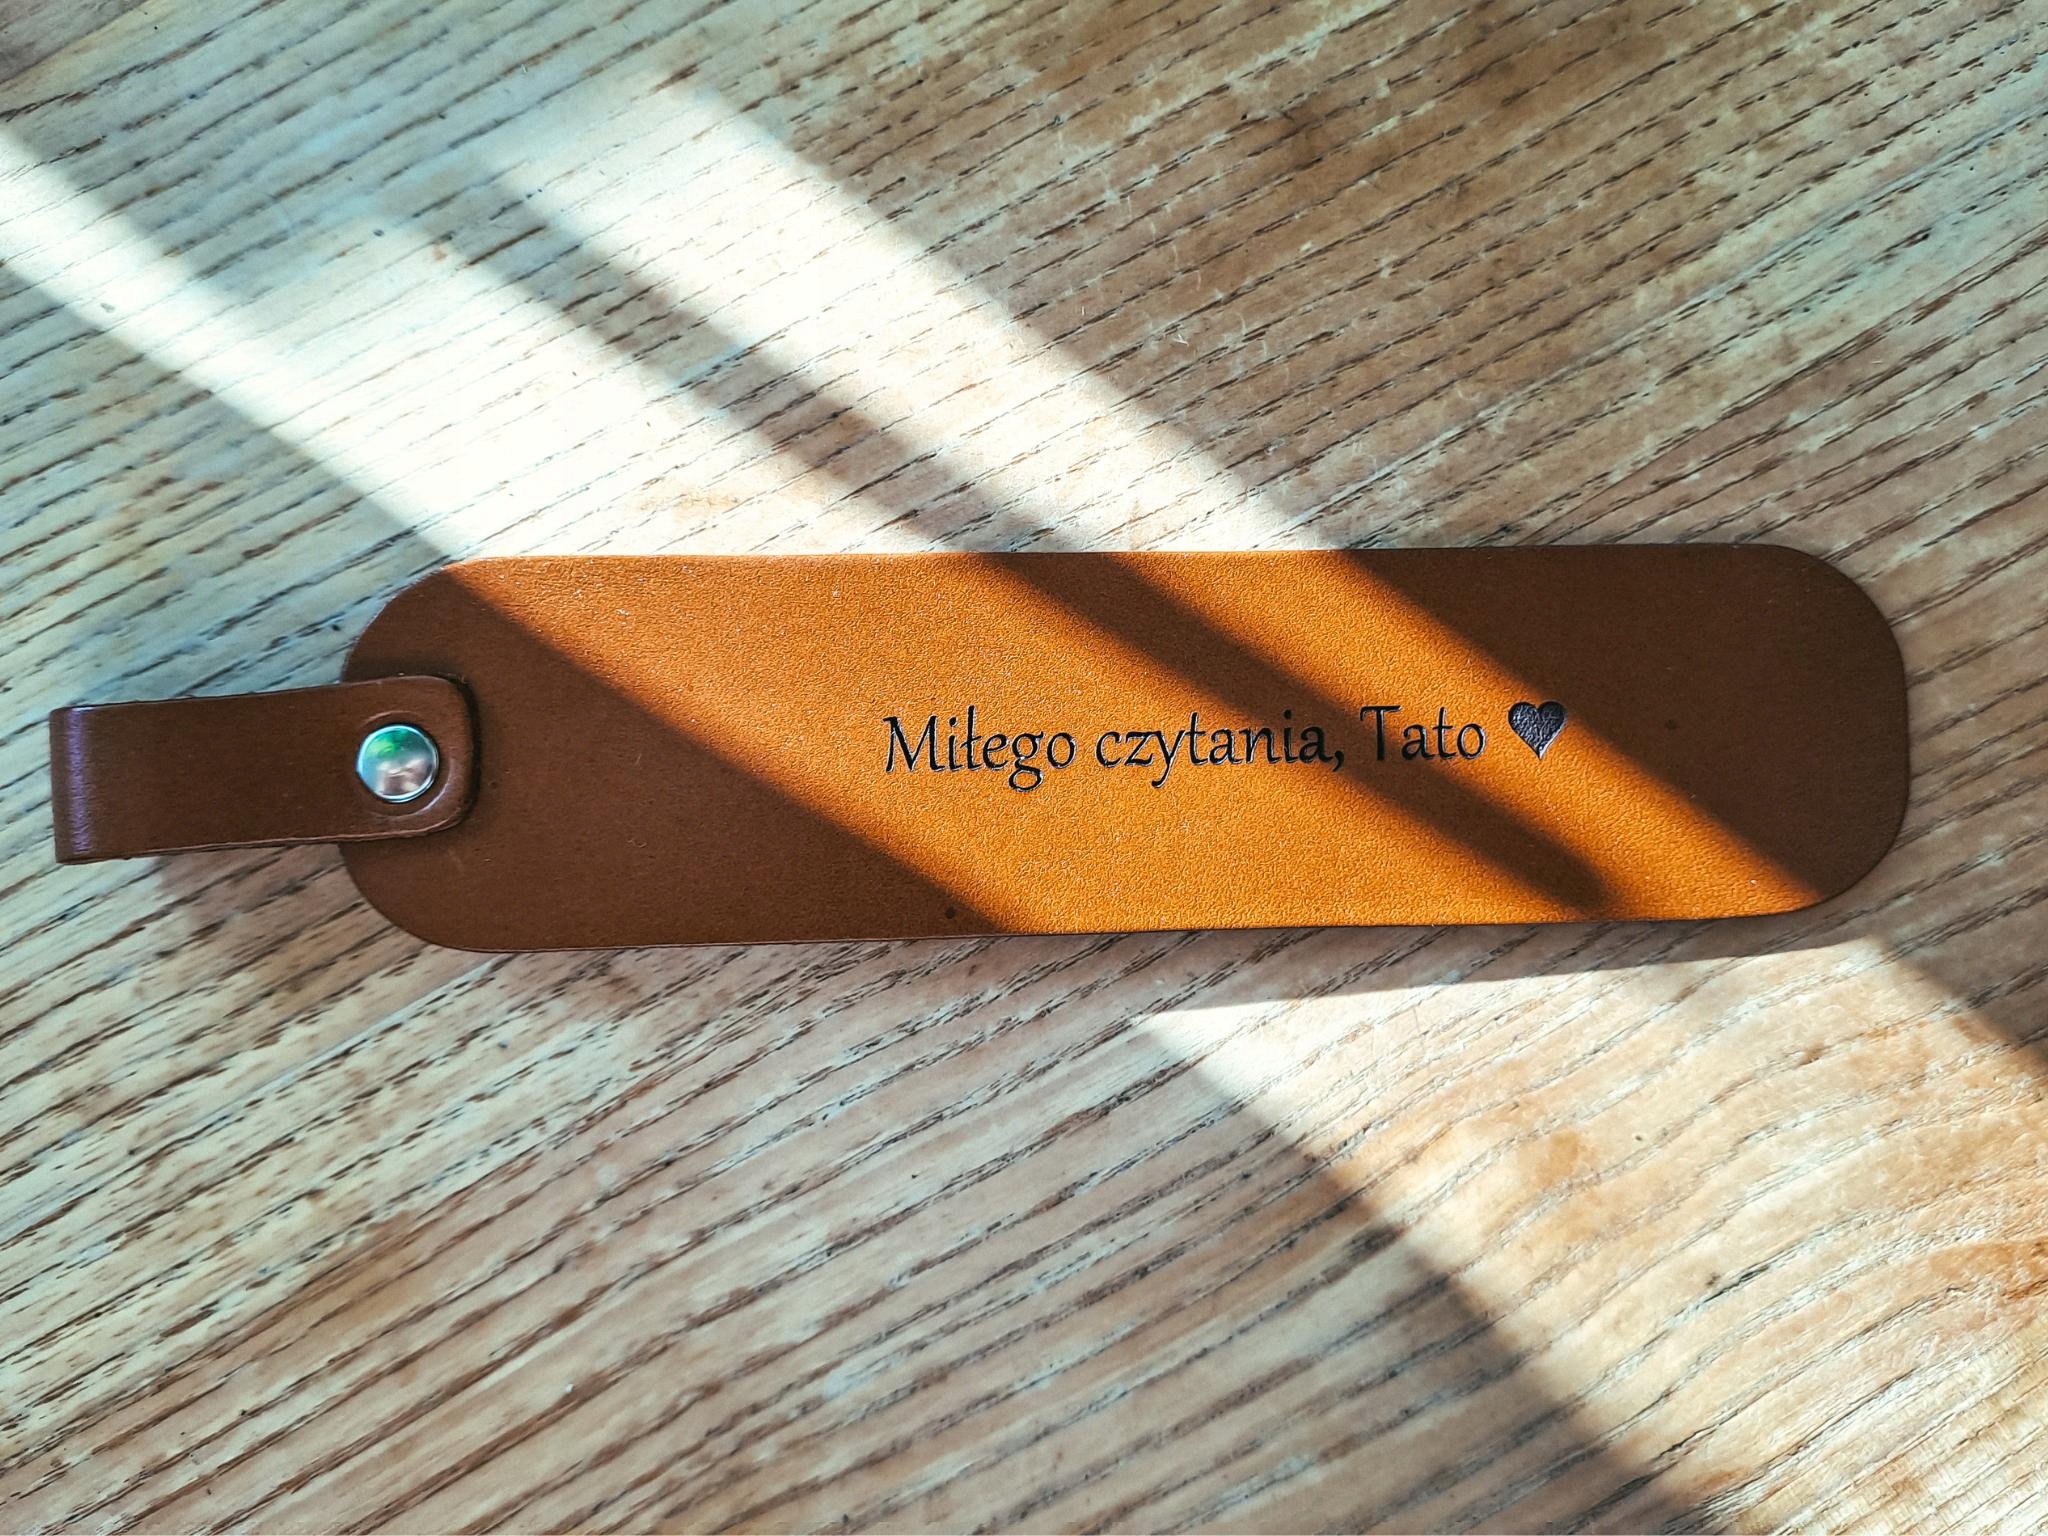 Miłego czytania, Tato ♥